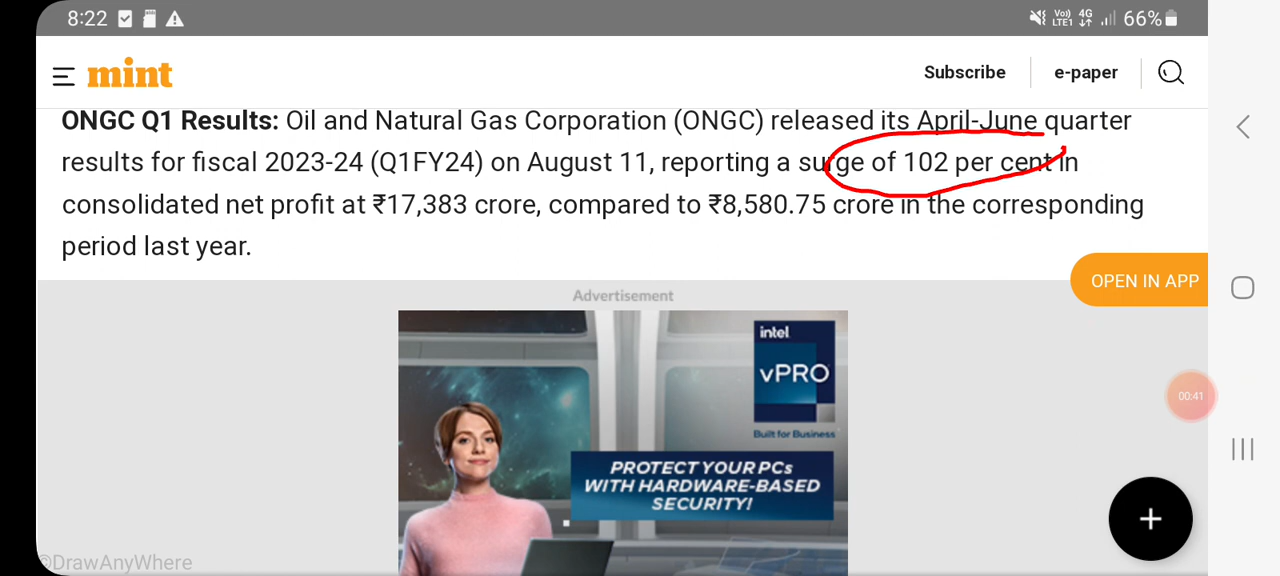 8:22
Vo) 4G
LTE1 66%
mint
Subscribe e-paper
ONGC Q1 Results: Oil and Natural Gas Corporation (ONGC) released its April-June quarter
results for fiscal 2023-24 (Q1FY24) on August 11, reporting a surge of 102 per cent in
consolidated net profit at ₹17,383 crore, compared to ₹8,580.75 crore in the corresponding
period last year.
OPEN IN APP
Advertisement
intel
vPRO
Built for Business
PROTECT YOUR PCs
WITH HARDWARE-BASED
SECURITY!
00:41
+
©DrawAnyWhere